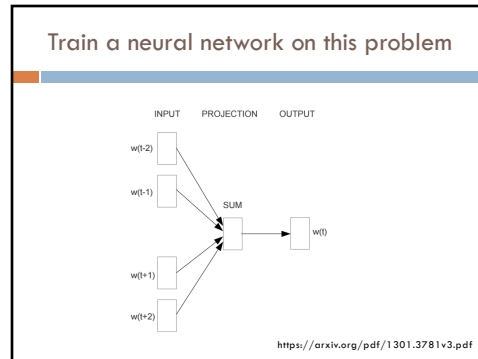 Train a neural network on this problem
INPUT PROJECTION OUTPUT
w(t-2)
w(t-1)
SUM
w(t)
w(t+1)
w(t+2)
https://arxiv.org/pdf/1301.3781v3.pdf